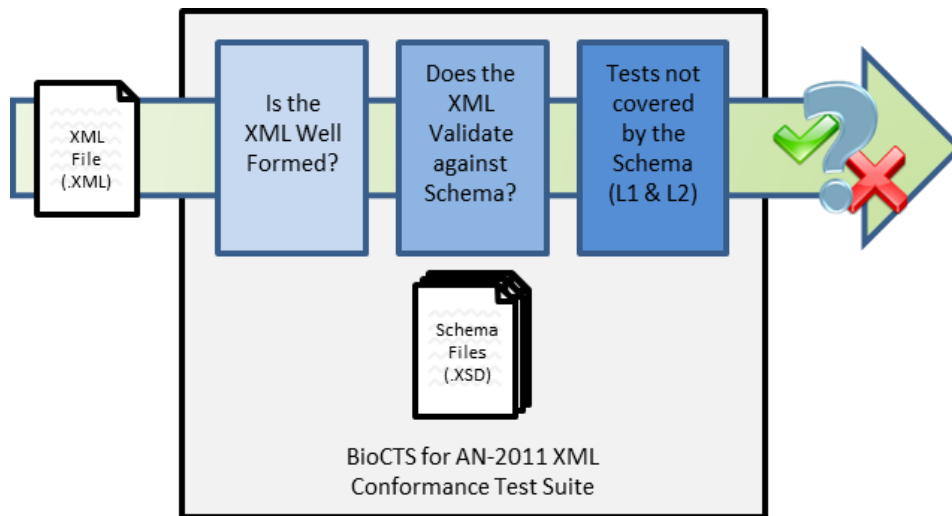 XML
File
(.XML)
Is the
XML Well
Formed?
Does the
XML
Validate
against
Schema?
Tests not
covered
by the
Schema
(L1 & L2)
Schema
Files
(.XSD)
BioCTS for AN-2011 XML
Conformance Test Suite